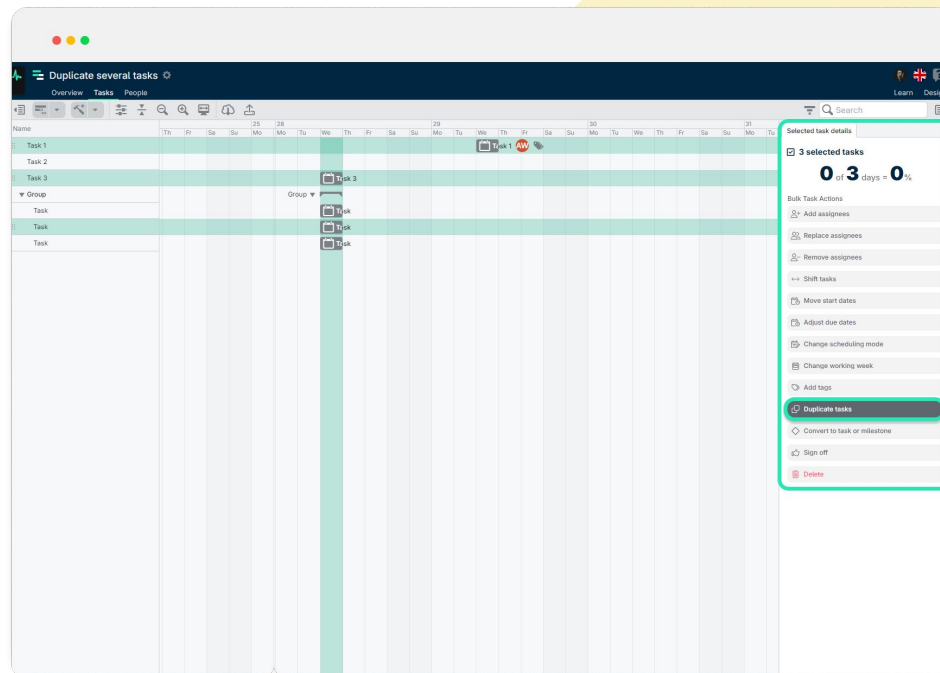 Duplicate several tasks
Overview Tasks People
Learn Desig
Search
Name
25 28 29 30 31
Th Fr Sa Su Mo Mo Tu We Th Fr Sa Su Mo Tu We Th Fr Sa Su Mo Tu We Th Fr Sa Su Mo Tu
Task 1
Task 1 AW
Task 2
Task 3
Task 3
Group
Group
Task
Task
Task
Task
Task
Task
Selected task details
3 selected tasks
0 of 3 days = 0%
Bulk Task Actions
Add assignees
Replace assignees
Remove assignees
Shift tasks
Move start dates
Adjust due dates
Change scheduling mode
Change working week
Add tags
Duplicate tasks
Convert to task or milestone
Sign off
Delete